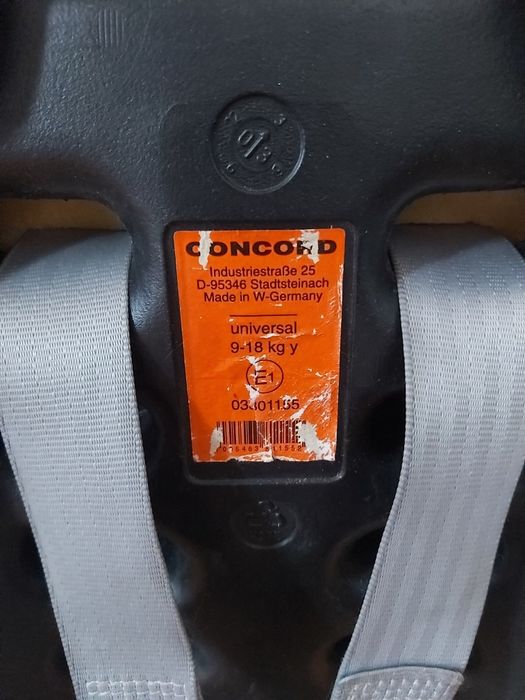 CONCORD
Industriestraße 25
D-95346 Stadtsteinach
Made in W-Germany
universal
9-18 kg y
E1